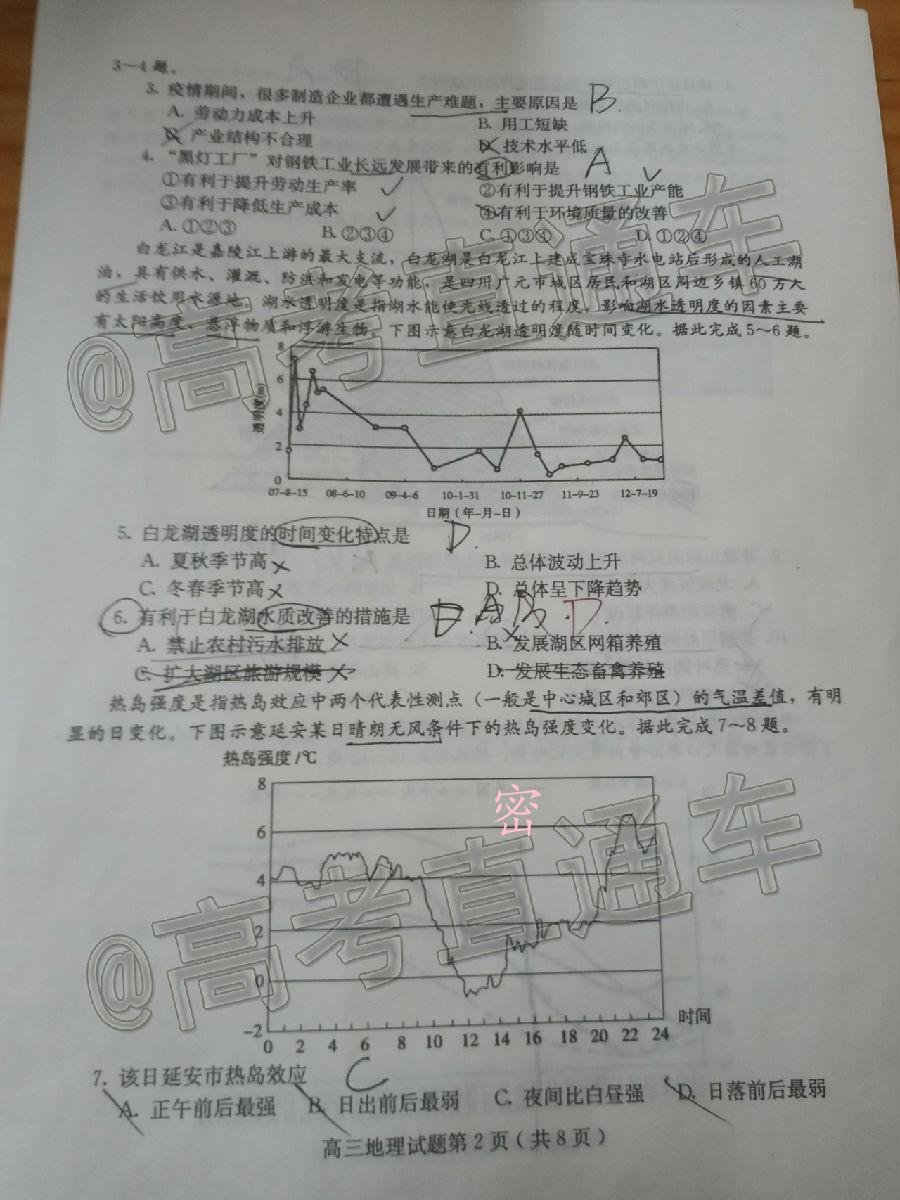 3～4题。
3. 疫情期间，很多制造企业都遭遇生产难题，主要原因是 B
A. 劳动力成本上升 B. 用工短缺
C. 产业结构不合理 D. 技术水平低
4. “黑灯工厂”对钢铁工业长远发展带来的有利影响是 A
①有利于提升劳动生产率 ②有利于提升钢铁工业产能
③有利于降低生产成本 ④有利于环境质量的改善
A. ①②③ B. ②③④ C. ①③④ D. ①②④
白龙江是嘉陵江上游的最大支流，白龙湖是白龙江上建成宝珠寺水电站后形成的人工湖
泊，具有供水、灌溉、防洪和发电等功能，是四川广元市城区居民和湖区周边乡镇60万人
的生活饮用水源地。湖水透明度是指湖水能使光线透过的程度，影响湖水透明度的因素主要
有太阳高度、悬浮物质和浮游生物。下图示意白龙湖透明度随时间变化。据此完成5～6题。
透明度(m)
8
6
4
2
0
07-8-15 08-6-10 09-4-6 10-1-31 10-11-27 11-9-23 12-7-19
日期（年-月-日）
5. 白龙湖透明度的时间变化特点是 D
A. 夏秋季节高 B. 总体波动上升
C. 冬春季节高 D. 总体呈下降趋势
6. 有利于白龙湖水质改善的措施是 D
A. 禁止农村污水排放 B. 发展湖区网箱养殖
C. 扩大湖区旅游规模 D. 发展生态畜禽养殖
热岛强度是指热岛效应中两个代表性测点（一般是中心城区和郊区）的气温差值，有明
显的日变化。下图示意延安某日晴朗无风条件下的热岛强度变化。据此完成7～8题。
热岛强度/℃
8
6
4
2
0
-2
0 2 4 6 8 10 12 14 16 18 20 22 24 时间
密
7. 该日延安市热岛效应 C
A. 正午前后最强 B. 日出前后最弱 C. 夜间比白昼强 D. 日落前后最弱
高三地理试题第2页（共8页）
@高考直通车
@高考直通车